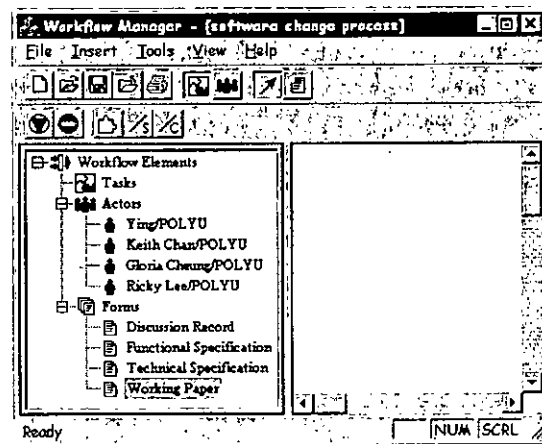 Workflow Manager - [software change process]
File Insert Tools View Help
Workflow Elements
Tasks
Actors
Ying/POLYU
Keith Chan/POLYU
Gloria Cheung/POLYU
Ricky Lee/POLYU
Forms
Discussion Record
Functional Specification
Technical Specification
Working Paper
Ready NUM SCRL